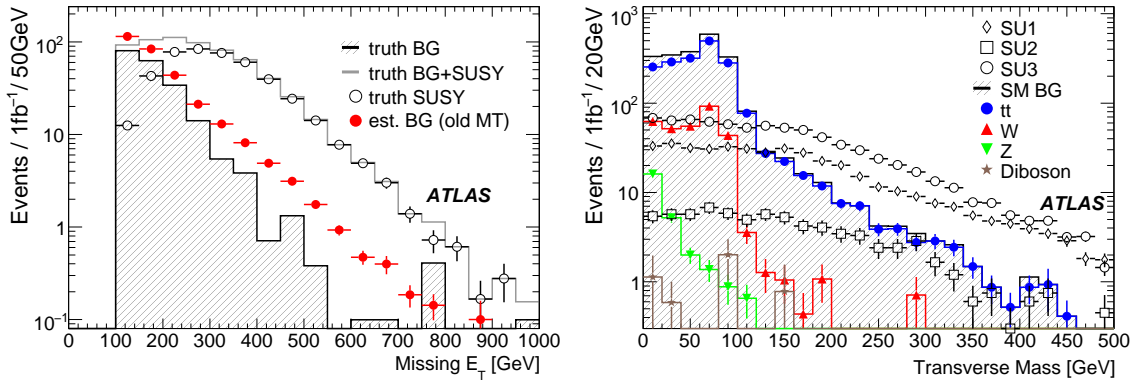 Events / 1fb⁻¹ / 50GeV
10²
10
1
10⁻¹
truth BG
truth BG+SUSY
truth SUSY
est. BG (old MT)
ATLAS
0 100 200 300 400 500 600 700 800 900 1000
Missing E_T [GeV]
Events / 1fb⁻¹ / 20GeV
10³
10²
10
1
SU1
SU2
SU3
SM BG
tt
W
Z
Diboson
ATLAS
0 50 100 150 200 250 300 350 400 450 500
Transverse Mass [GeV]